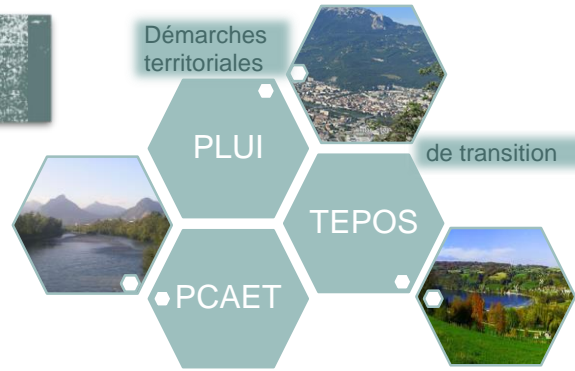 Démarches
territoriales
PLUI
de transition
TEPOS
PCAET